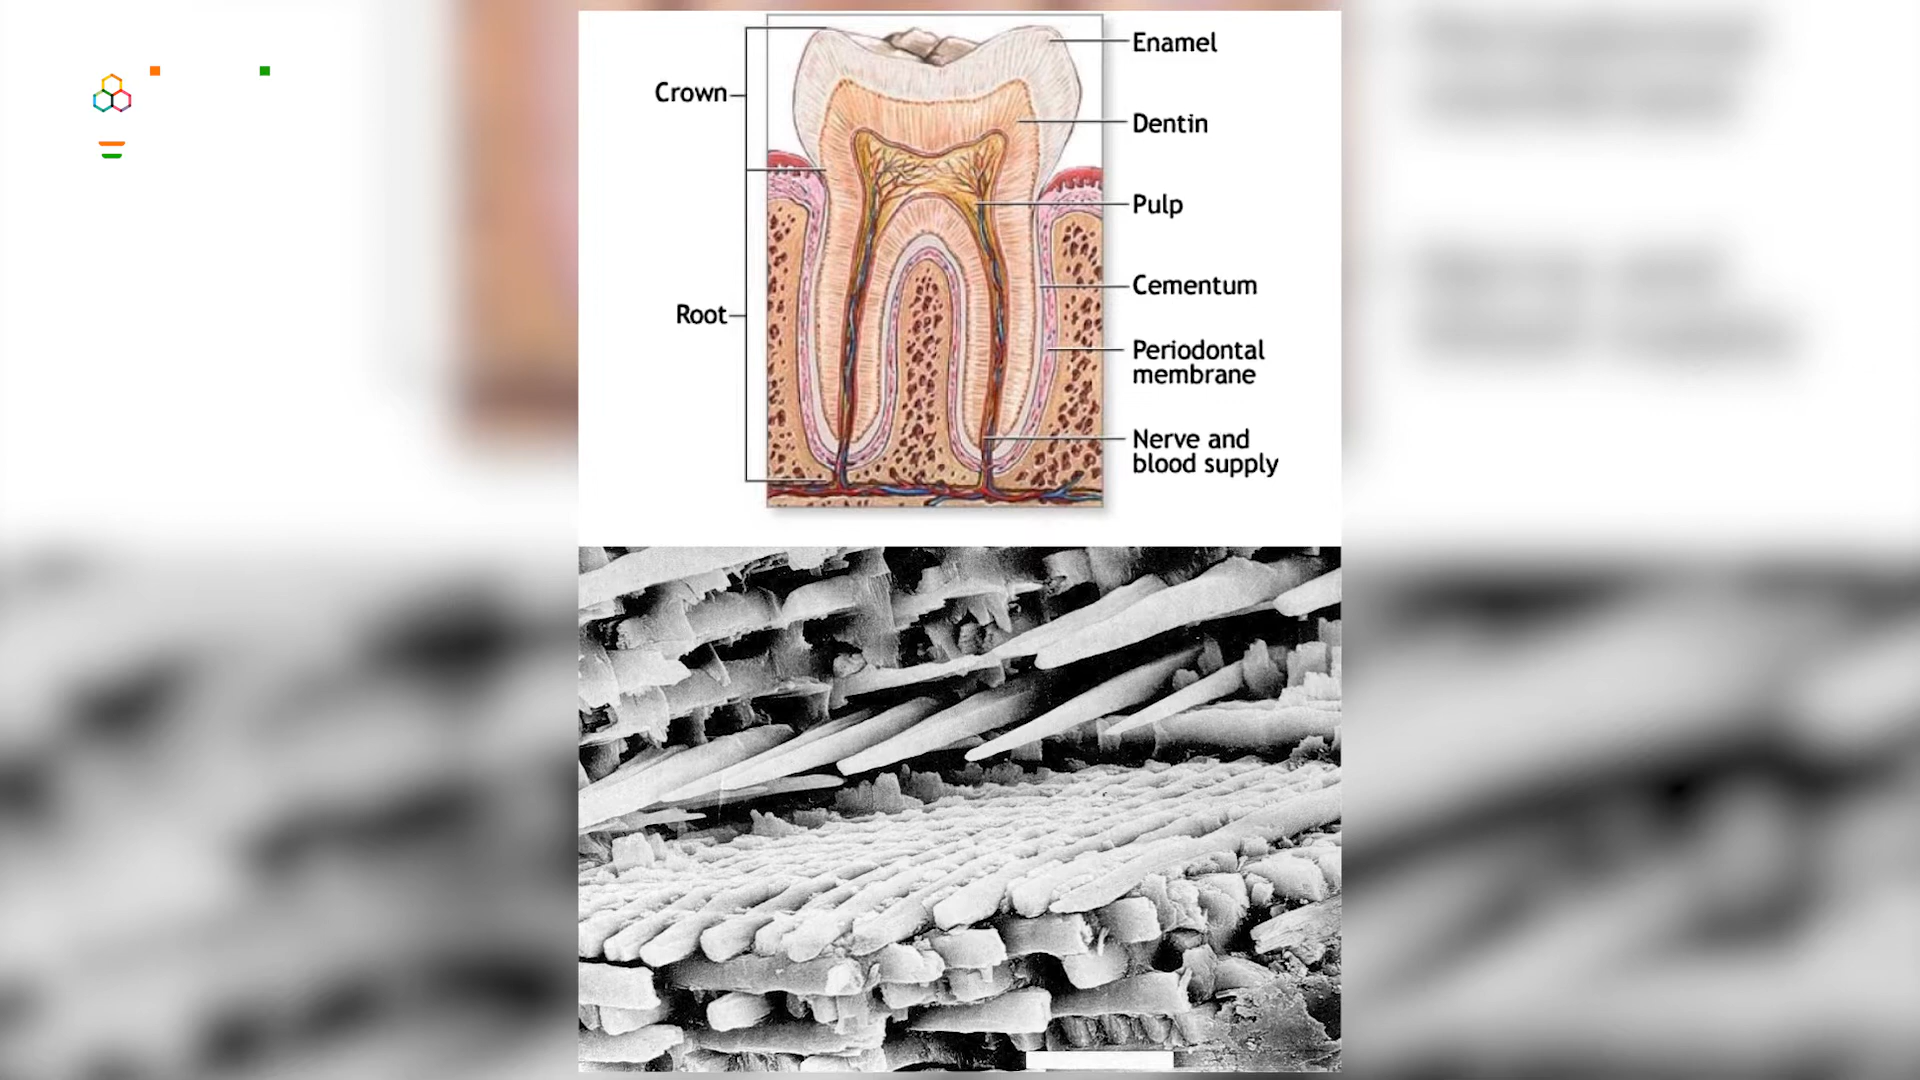 Enamel
Crown
Dentin
Pulp
Cementum
Root
Periodontal
membrane
Nerve and
blood supply